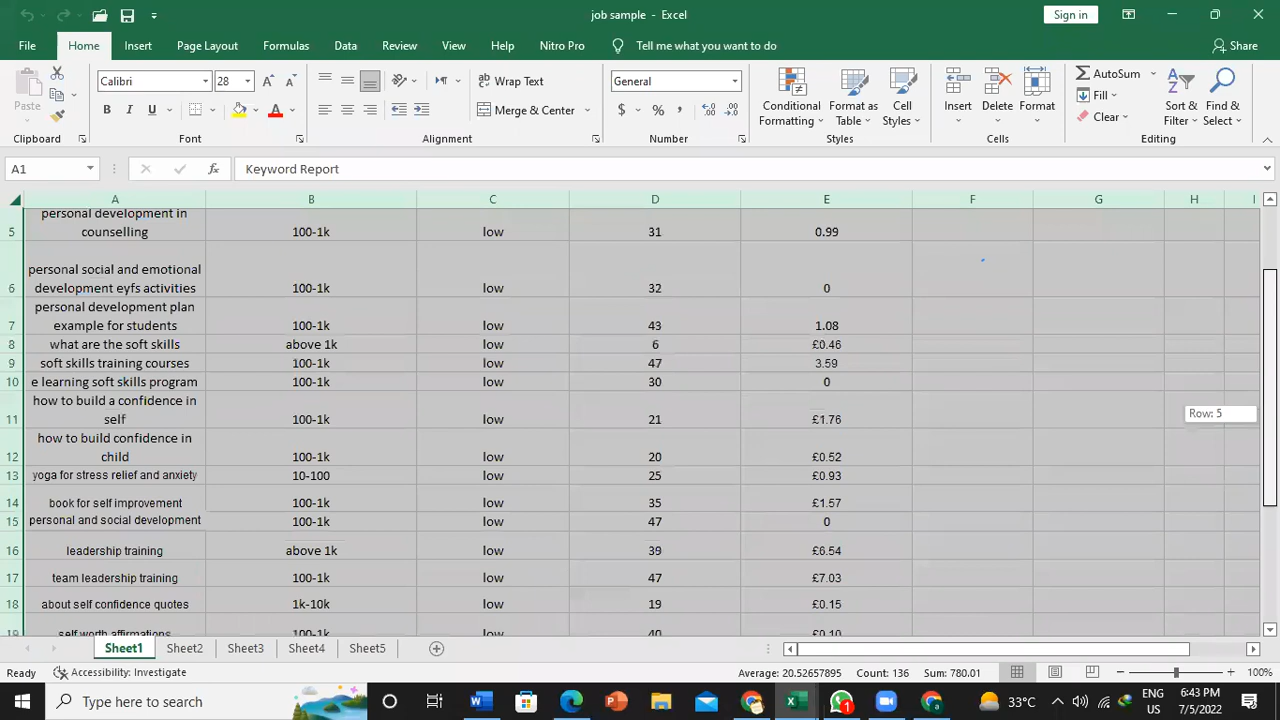 job sample - Excel
Sign in
File Home Insert Page Layout Formulas Data Review View Help Nitro Pro Tell me what you want to do Share
Paste
Calibri 28
B I U
Wrap Text
Merge & Center
General
$ % ,
Conditional Formatting
Format as Table
Cell Styles
Insert Delete Format
AutoSum
Fill
Clear
Sort & Filter
Find & Select
Clipboard Font Alignment Number Styles Cells Editing
A1 fx Keyword Report
A B C D E F G H I
personal development in
5 counselling 100-1k low 31 0.99
personal social and emotional
6 development eyfs activities 100-1k low 32 0
personal development plan
7 example for students 100-1k low 43 1.08
8 what are the soft skills above 1k low 6 £0.46
9 soft skills training courses 100-1k low 47 3.59
10 e learning soft skills program 100-1k low 30 0
how to build a confidence in
11 self 100-1k low 21 £1.76
Row: 5
how to build confidence in
12 child 100-1k low 20 £0.52
13 yoga for stress relief and anxiety 10-100 low 25 £0.93
14 book for self improvement 100-1k low 35 £1.57
15 personal and social development 100-1k low 47 0
16 leadership training above 1k low 39 £6.54
17 team leadership training 100-1k low 47 £7.03
18 about self confidence quotes 1k-10k low 19 £0.15
19 self worth affirmations 100-1k low 40 £0.10
Sheet1 Sheet2 Sheet3 Sheet4 Sheet5
Ready Accessibility: Investigate Average: 20.52657895 Count: 136 Sum: 780.01 100%
Type here to search
33°C
ENG
US
6:43 PM
7/5/2022
1